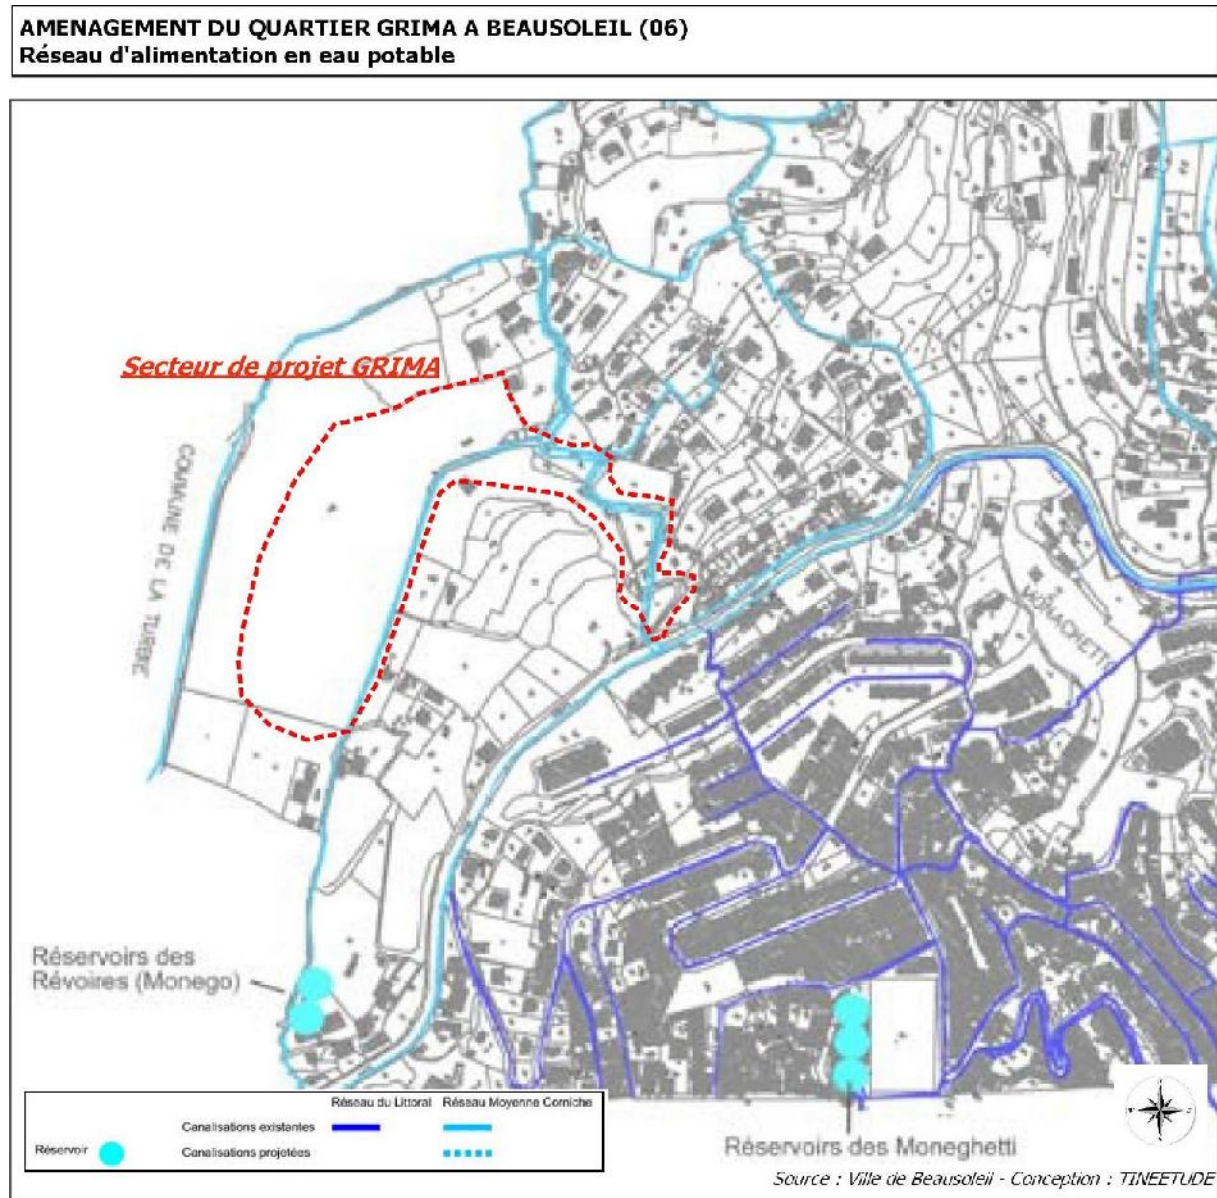 AMENAGEMENT DU QUARTIER GRIMA A BEAUSOLEIL (06)
Réseau d'alimentation en eau potable
Secteur de projet GRIMA
COMMUNE DE LA TURBIE
Réservoirs des
Révoires (Monego)
Réseau du Littoral Réseau Moyenne Corniche
Canalisations existantes
Réservoir
Canalisations projetées
Réservoirs des Moneghetti
Source : Ville de Beausoleil - Conception : TINEETUDE